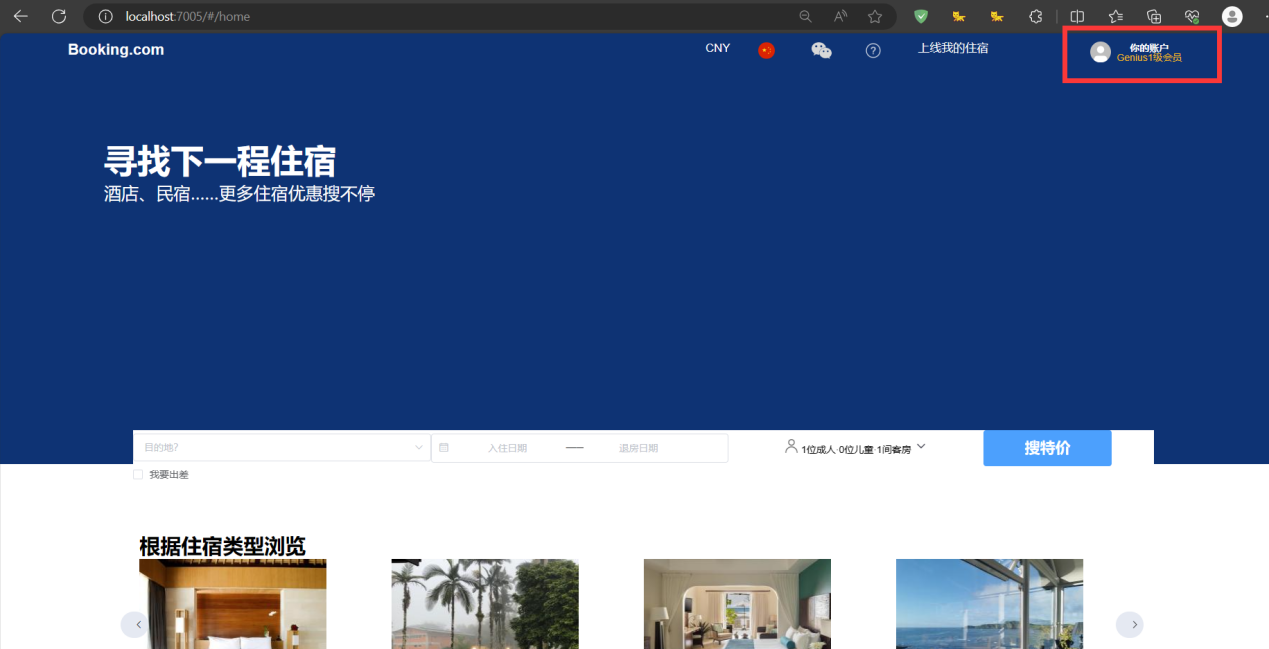 localhost:7005/#/home
Booking.com
CNY
上线我的住宿
你的账户
Genius1级会员
寻找下一程住宿
酒店、民宿......更多住宿优惠搜不停
目的地?
入住日期 — 退房日期
1位成人·0位儿童·1间客房
搜特价
我要出差
根据住宿类型浏览